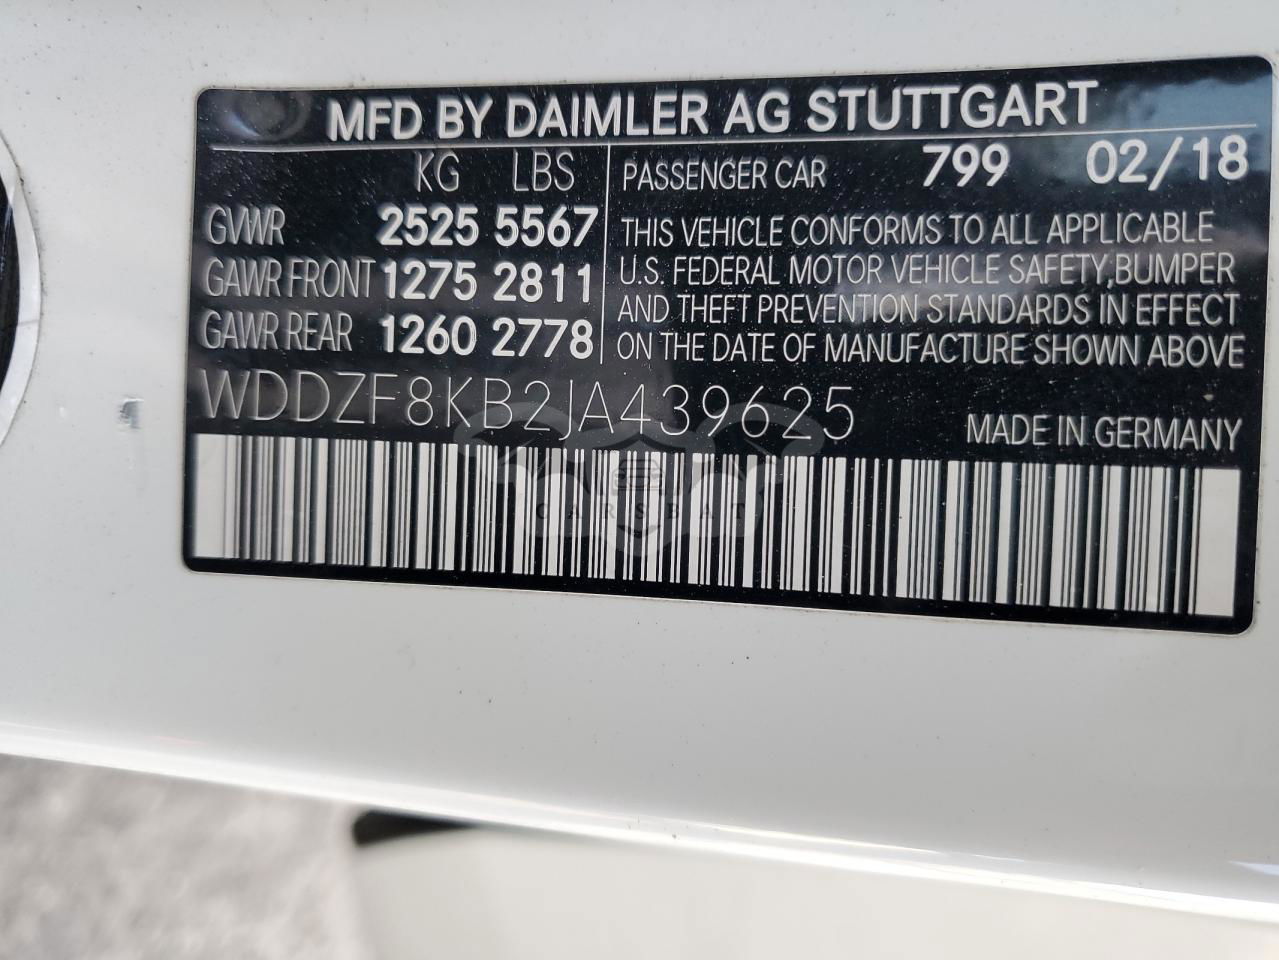 MFD BY DAIMLER AG STUTTGART
KG LBS
GVWR 2525 5567
GAWR FRONT 1275 2811
GAWR REAR 1260 2778
PASSENGER CAR 799 02/18
THIS VEHICLE CONFORMS TO ALL APPLICABLE
U.S. FEDERAL MOTOR VEHICLE SAFETY,BUMPER
AND THEFT PREVENTION STANDARDS IN EFFECT
ON THE DATE OF MANUFACTURE SHOWN ABOVE
WDDZF8KB2JA439625
MADE IN GERMANY
CARSBAT